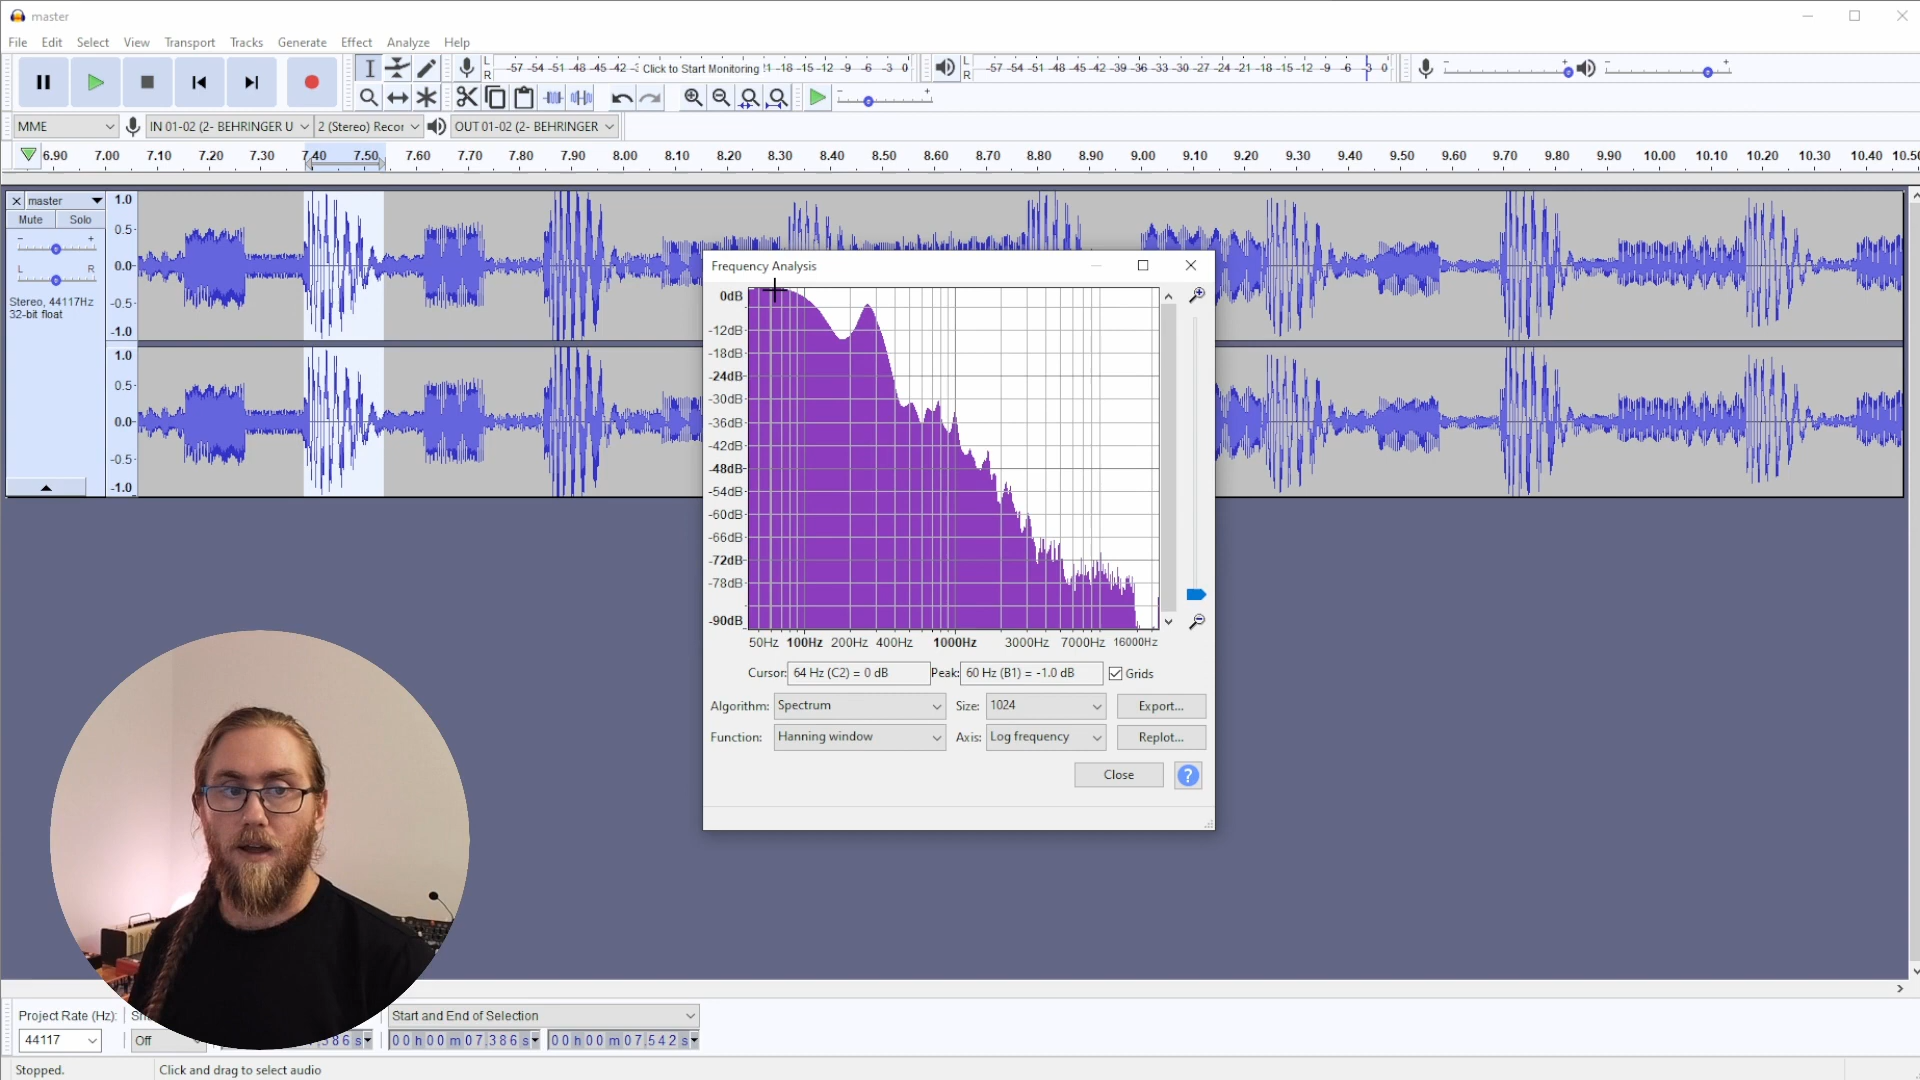 master
File Edit Select View Transport Tracks Generate Effect Analyze Help
L R -57 -54 -51 -48 -45 -42 Click to Start Monitoring -18 -15 -12 -9 -6 -3 0
L R -57 -54 -51 -48 -45 -42 -39 -36 -33 -30 -27 -24 -21 -18 -15 -12 -9 -6 -3 0
MME IN 01-02 (2- BEHRINGER U 2 (Stereo) Recor OUT 01-02 (2- BEHRINGER
6.90 7.00 7.10 7.20 7.30 7.40 7.50 7.60 7.70 7.80 7.90 8.00 8.10 8.20 8.30 8.40 8.50 8.60 8.70 8.80 8.90 9.00 9.10 9.20 9.30 9.40 9.50 9.60 9.70 9.80 9.90 10.00 10.10 10.20 10.30 10.40 10.50
master
Mute Solo
- +
L R
Stereo, 44117Hz
32-bit float
1.0
0.5
0.0
-0.5
-1.0
1.0
0.5
0.0
-0.5
-1.0
Frequency Analysis
0dB
-12dB
-18dB
-24dB
-30dB
-36dB
-42dB
-48dB
-54dB
-60dB
-66dB
-72dB
-78dB
-90dB
50Hz 100Hz 200Hz 400Hz 1000Hz 3000Hz 7000Hz 16000Hz
Cursor: 64 Hz (C2) = 0 dB Peak: 60 Hz (B1) = -1.0 dB Grids
Algorithm: Spectrum Size: 1024 Export...
Function: Hanning window Axis: Log frequency Replot...
Close ?
Project Rate (Hz): Start and End of Selection
44117 Off 386 s 00 h 00 m 07.386 s 00 h 00 m 07.542 s
Stopped. Click and drag to select audio